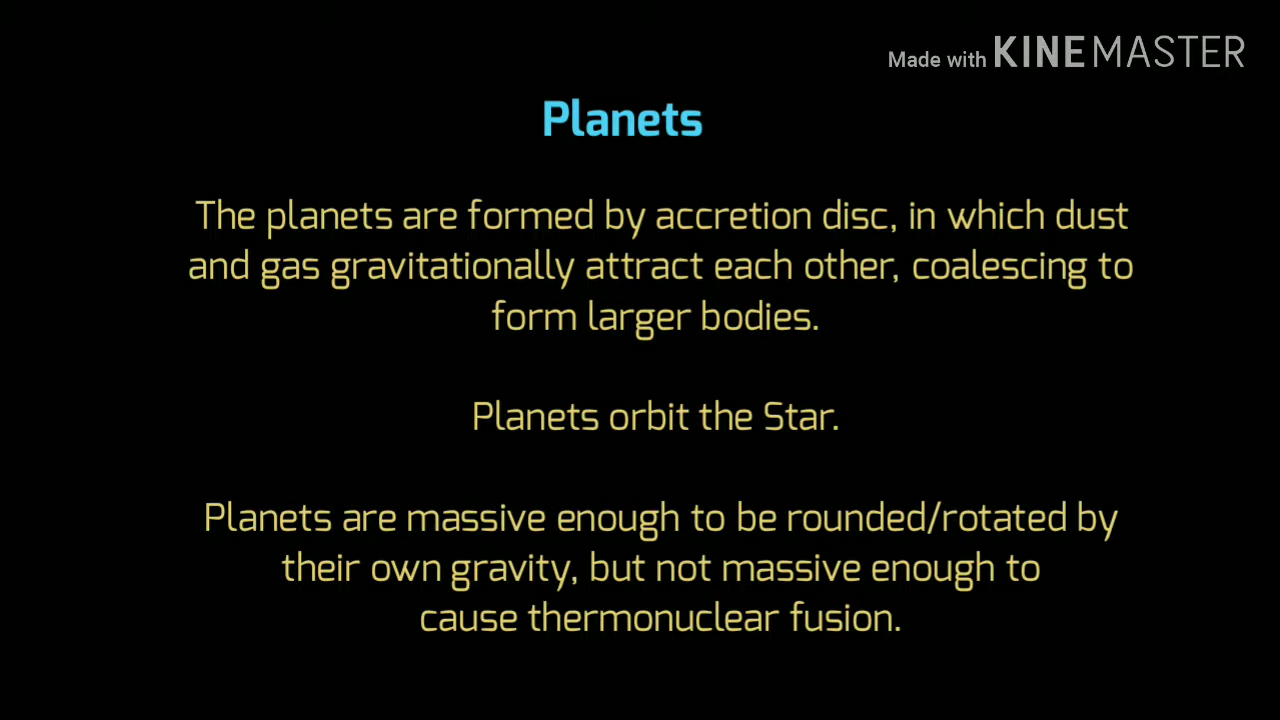 Made with KINEMASTER
Planets
The planets are formed by accretion disc, in which dust
and gas gravitationally attract each other, coalescing to
form larger bodies.
Planets orbit the Star.
Planets are massive enough to be rounded/rotated by
their own gravity, but not massive enough to
cause thermonuclear fusion.